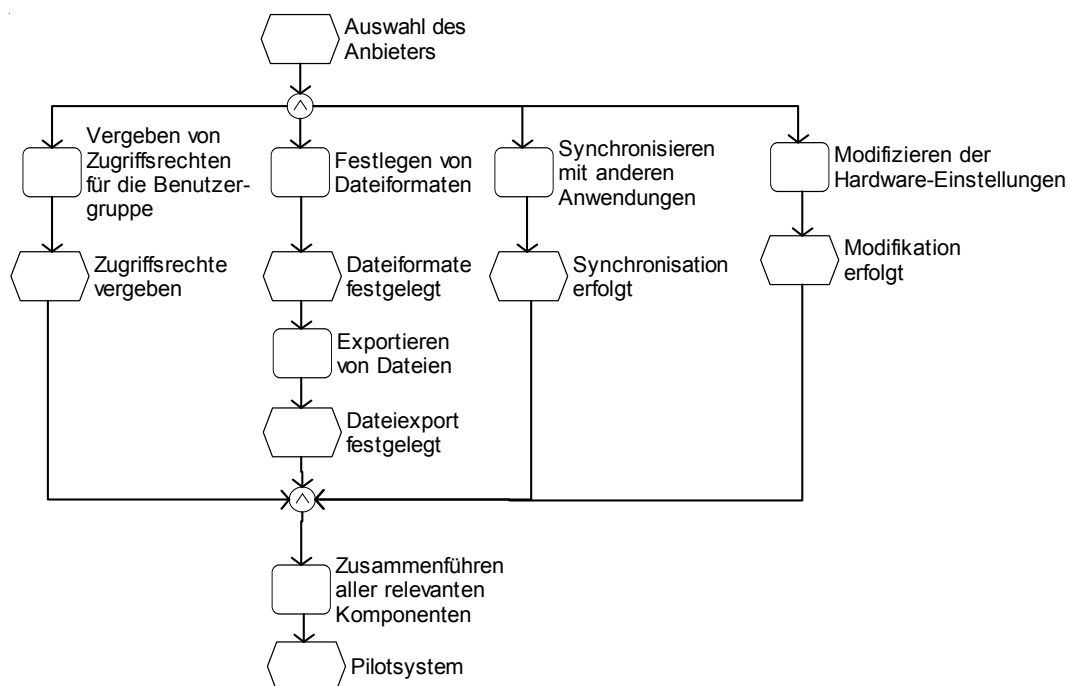 Auswahl des
Anbieters
Vergeben von
Zugriffsrechten
für die Benutzer-
gruppe
Festlegen von
Dateiformaten
Synchronisieren
mit anderen
Anwendungen
Modifizieren der
Hardware-Einstellungen
Zugriffsrechte
vergeben
Dateiformate
festgelegt
Synchronisation
erfolgt
Modifikation
erfolgt
Exportieren
von Dateien
Dateiexport
festgelegt
Zusammenführen
aller relevanten
Komponenten
Pilotsystem